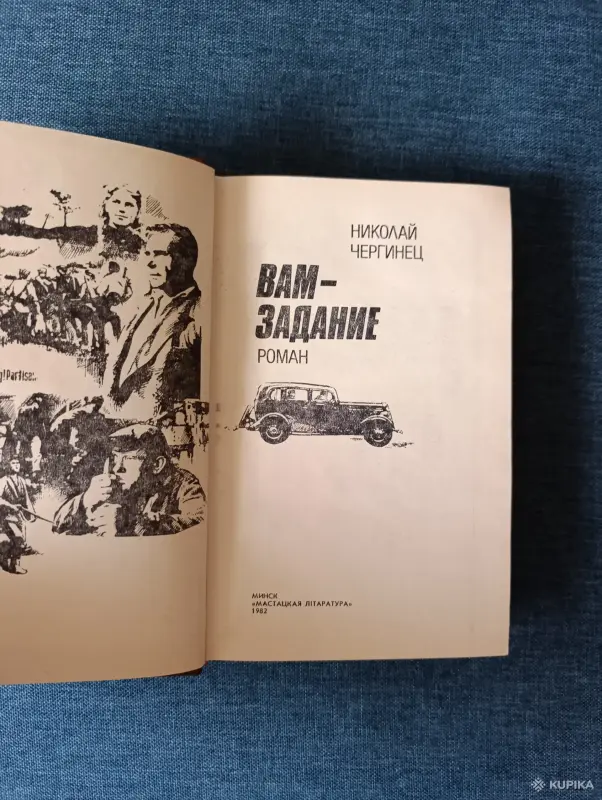 НИКОЛАЙ
ЧЕРГИНЕЦ
ВАМ-
ЗАДАНИЕ
РОМАН
МИНСК
«МАСТАЦКАЯ ЛІТАРАТУРА»
1982
KUPIKA